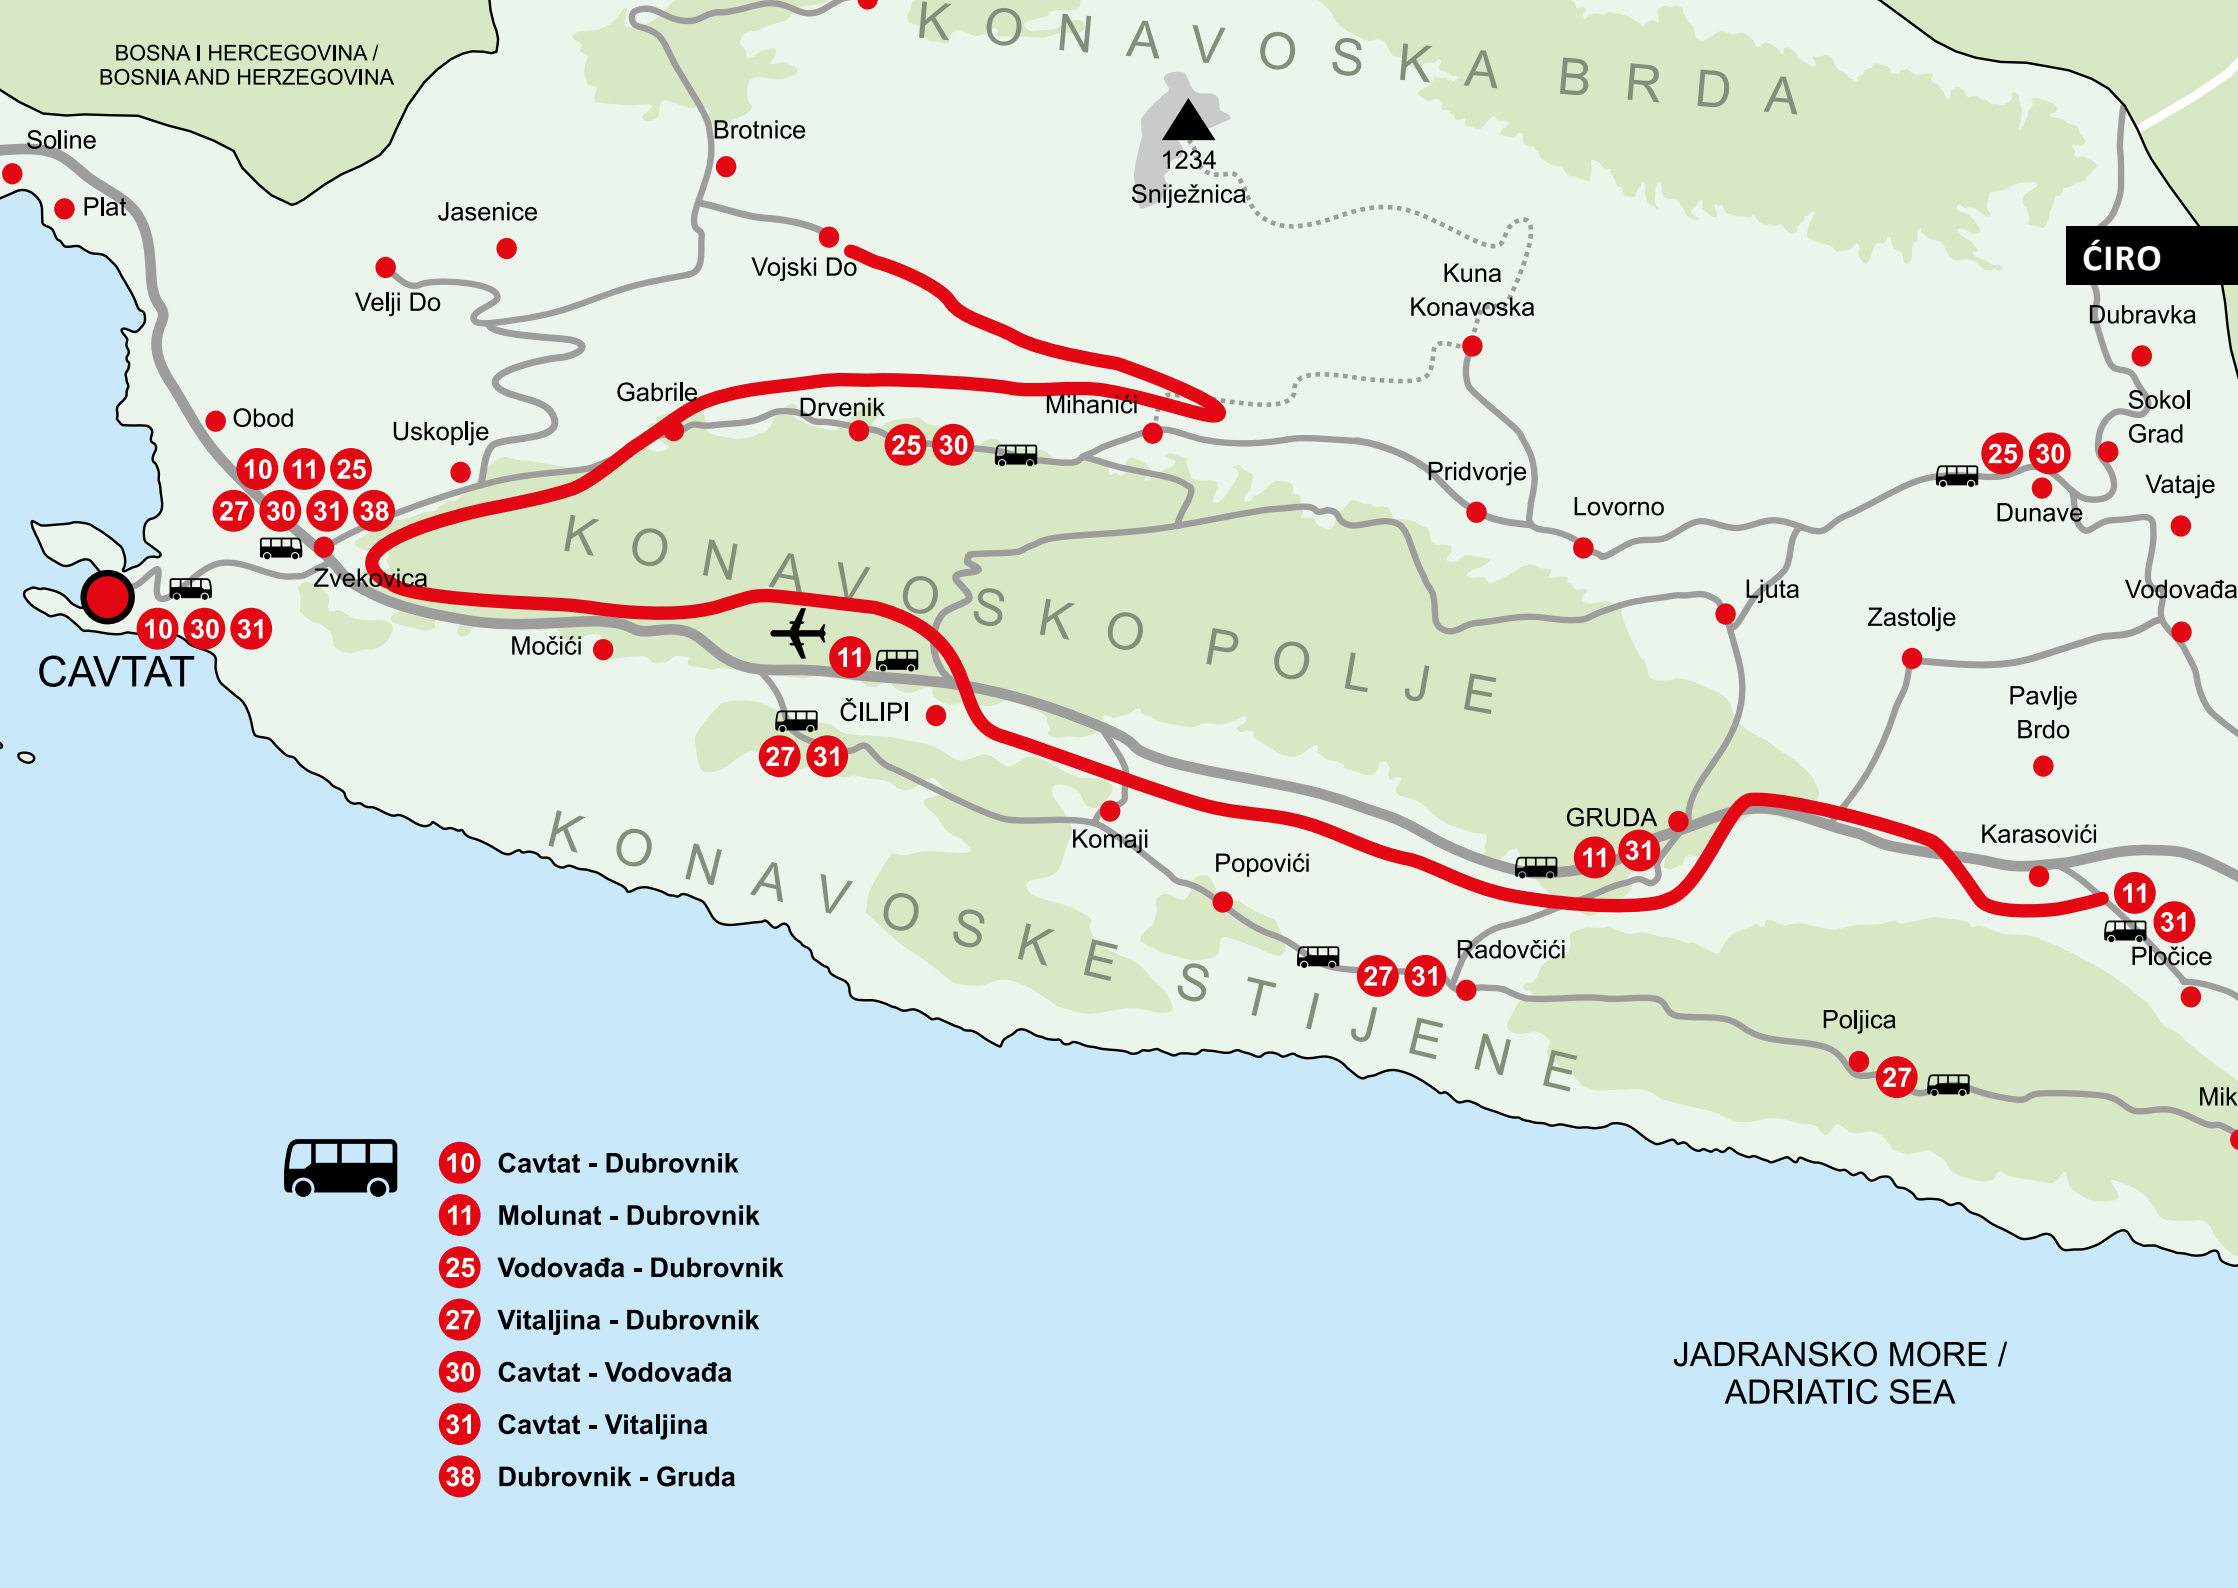 KONAVOSKA BRDA
BOSNA I HERCEGOVINA /
BOSNIA AND HERZEGOVINA
Soline
Brotnice
1234
Sniježnica
Plat
Jasenice
ĆIRO
Vojski Do
Velji Do
Kuna
Konavoska
Dubravka
Gabrile
Drvenik
Mihanići
Sokol
Grad
Obod
Uskoplje
25 30
25 30
10 11 25
Pridvorje
Vataje
27 30 31 38
Lovorno
Dunave
KONAVOSKO POLJE
Zvekovica
Ljuta
Vodovađa
10 30 31
Močići
Zastolje
CAVTAT
11
ČILIPI
Pavlje
Brdo
27 31
GRUDA
Komaji
11 31
Karasovići
KONAVOSKE STIJENE
Popovići
11
31
Radovčići
Pločice
27 31
Poljica
27
Mik
10 Cavtat - Dubrovnik
11 Molunat - Dubrovnik
25 Vodovađa - Dubrovnik
27 Vitaljina - Dubrovnik
30 Cavtat - Vodovađa
31 Cavtat - Vitaljina
38 Dubrovnik - Gruda
JADRANSKO MORE /
ADRIATIC SEA